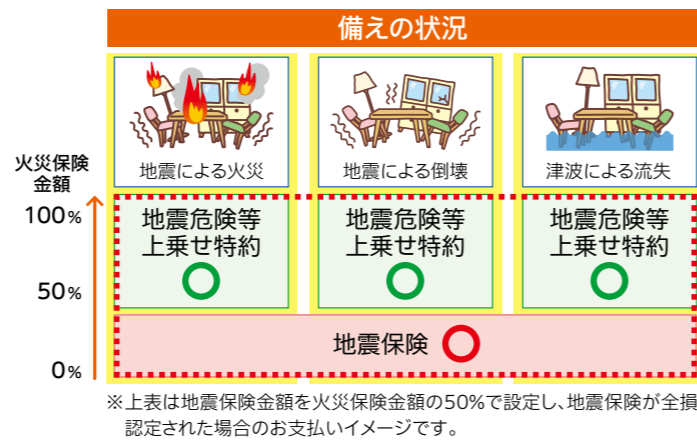 備えの状況
地震による火災
地震による倒壊
津波による流失
火災保険
金額
100%
地震危険等
上乗せ特約
地震危険等
上乗せ特約
地震危険等
上乗せ特約
50%
地震保険
0%
※上表は地震保険金額を火災保険金額の50%で設定し、地震保険が全損
認定された場合のお支払いイメージです。